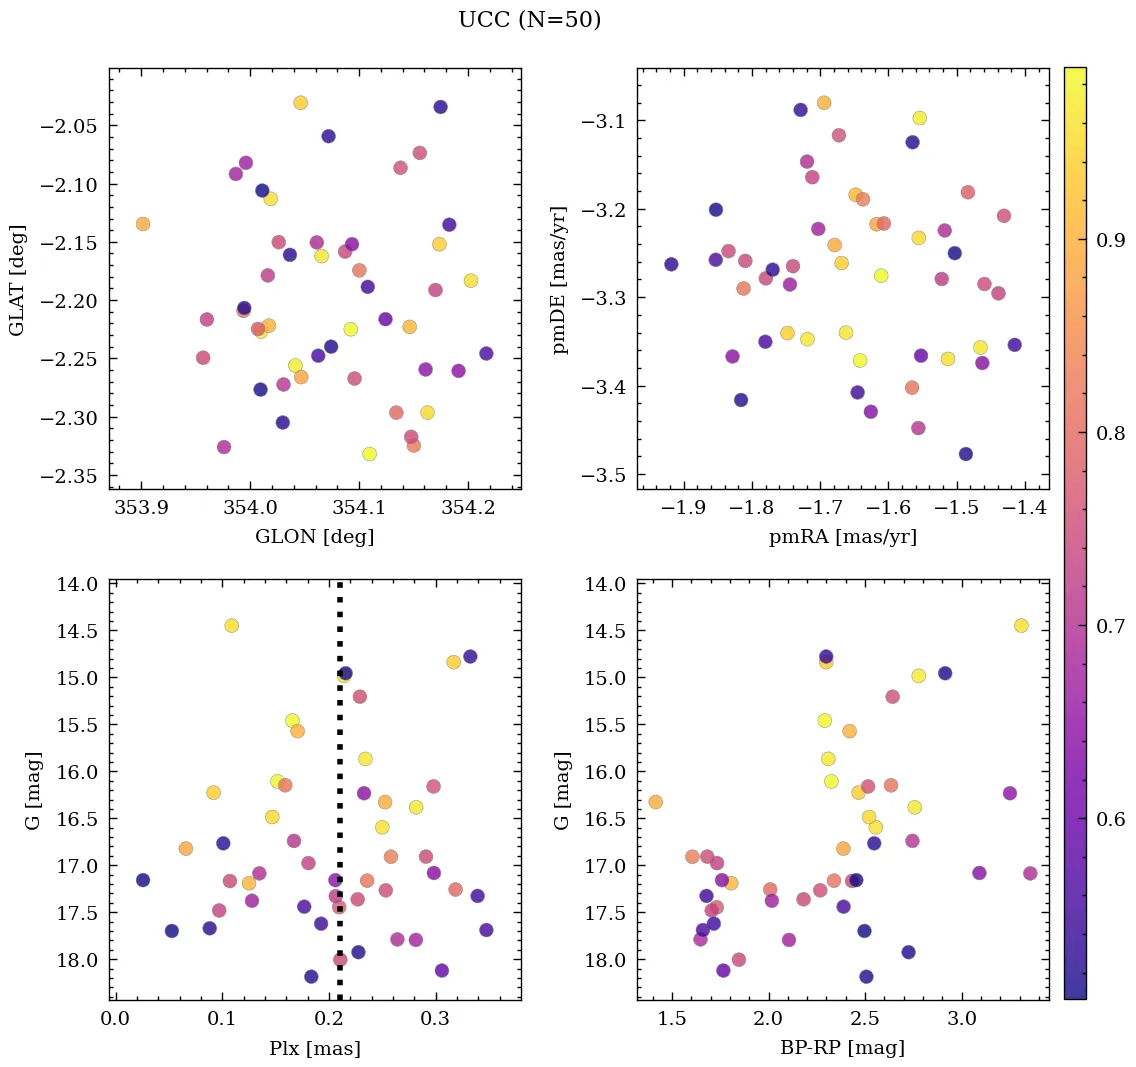 UCC (N=50)
−2.05
−2.10
−2.15
−2.20
−2.25
−2.30
−2.35
GLAT [deg]
353.9 354.0 354.1 354.2
GLON [deg]
−3.1
−3.2
−3.3
−3.4
−3.5
pmDE [mas/yr]
−1.9 −1.8 −1.7 −1.6 −1.5 −1.4
pmRA [mas/yr]
14.0
14.5
15.0
15.5
16.0
16.5
17.0
17.5
18.0
G [mag]
0.0 0.1 0.2 0.3
Plx [mas]
14.0
14.5
15.0
15.5
16.0
16.5
17.0
17.5
18.0
G [mag]
1.5 2.0 2.5 3.0
BP-RP [mag]
0.9
0.8
0.7
0.6